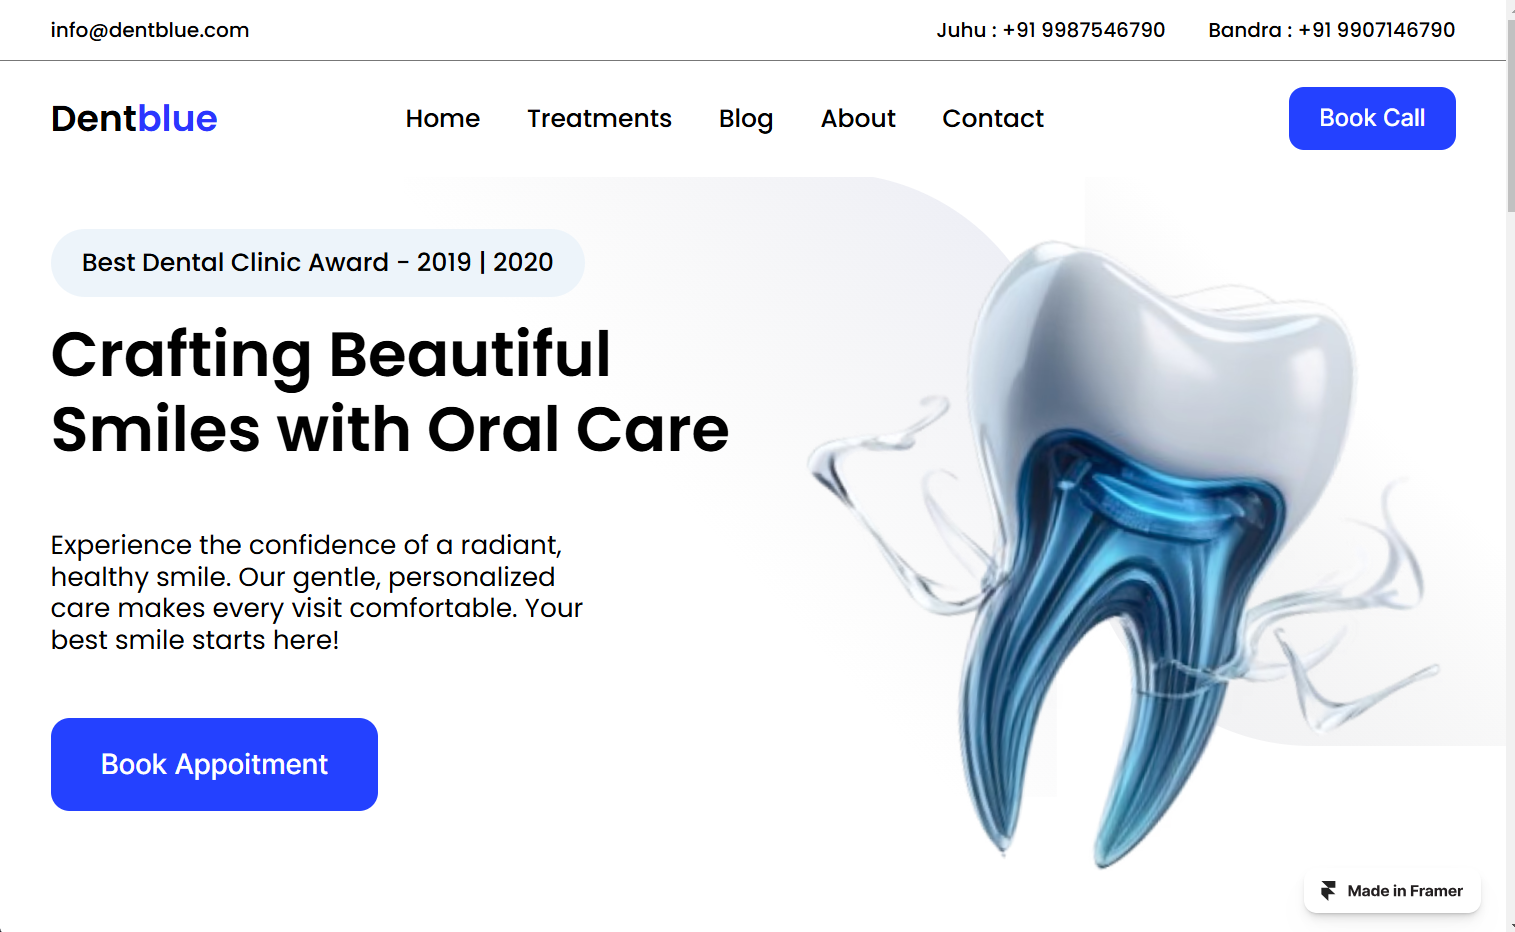 info@dentblue.com
Juhu : +91 9987546790
Bandra : +91 9907146790
Dentblue
Home
Treatments
Blog
About
Contact
Book Call
Best Dental Clinic Award - 2019 | 2020
Crafting Beautiful
Smiles with Oral Care
Experience the confidence of a radiant,
healthy smile. Our gentle, personalized
care makes every visit comfortable. Your
best smile starts here!
Book Appoitment
Made in Framer